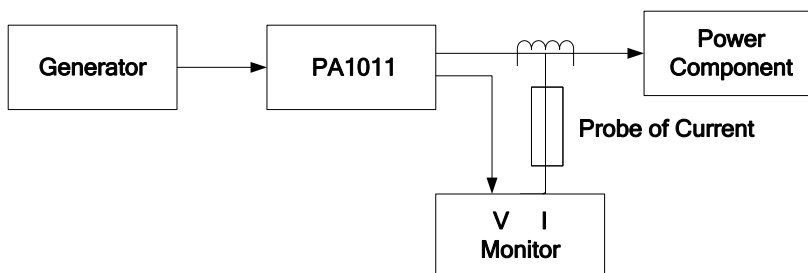 Generator
PA1011
Power
Component
Probe of Current
V I
Monitor